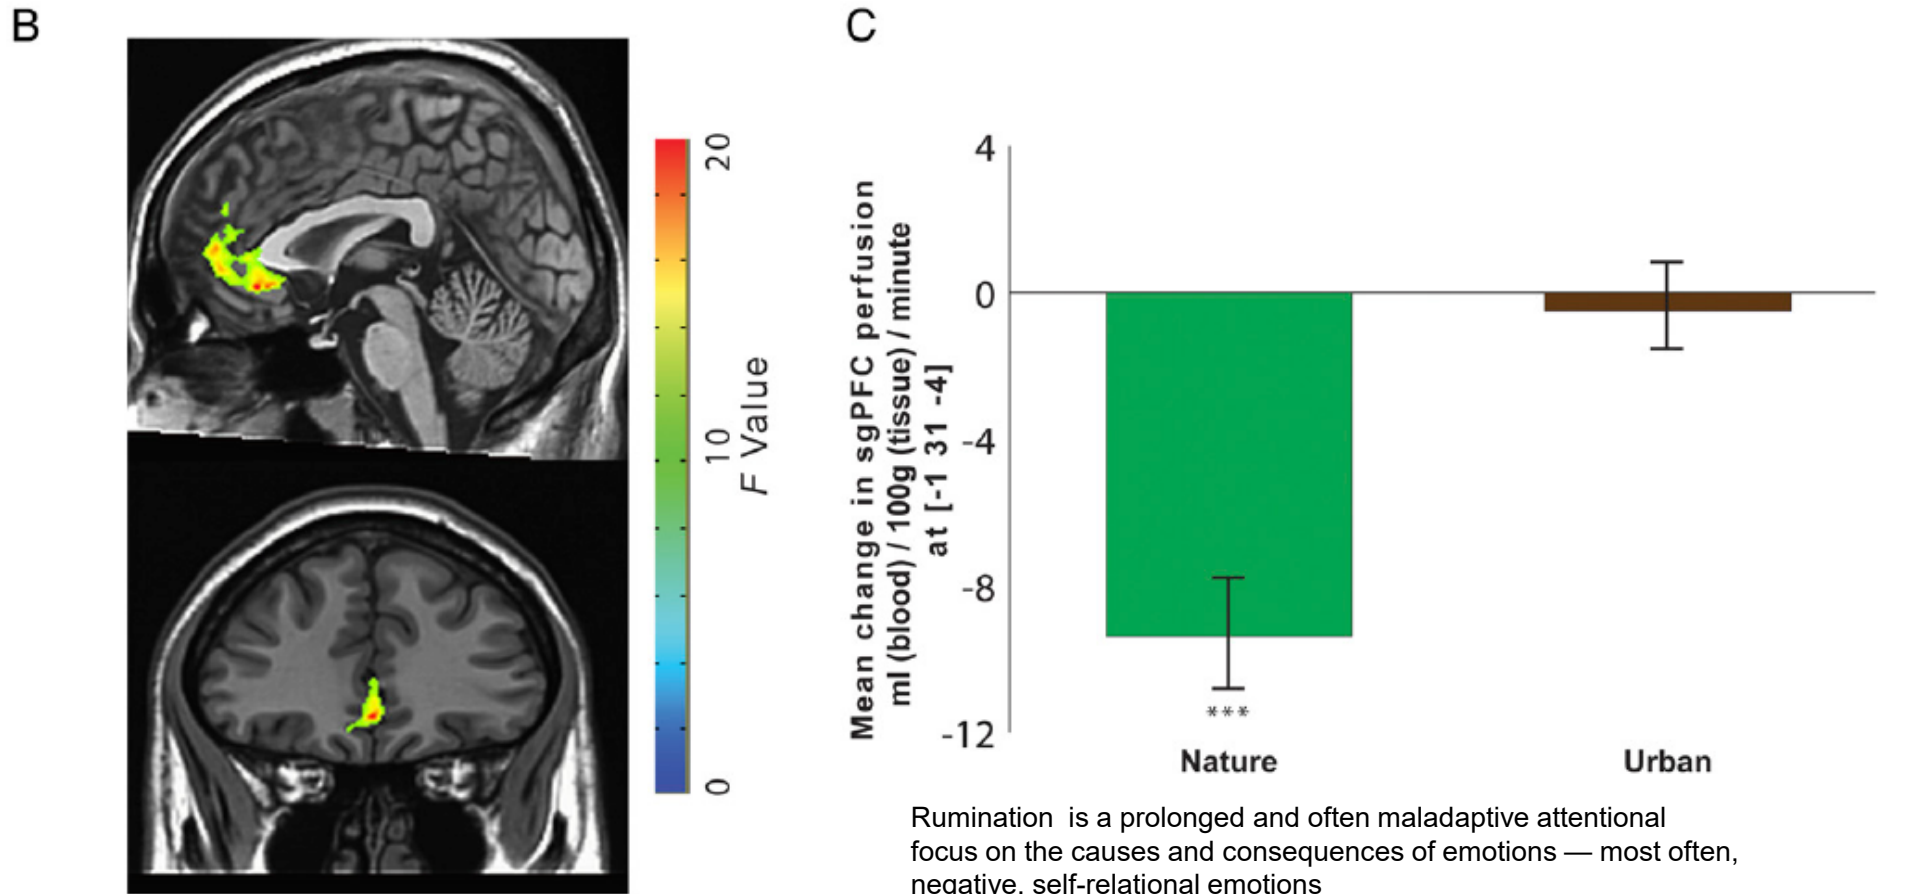 B
20
10
0
F Value
C
Mean change in sgPFC perfusion
ml (blood) / 100g (tissue) / minute
at [-1 31 -4]
4
0
-4
-8
-12
***
Nature
Urban
Rumination  is a prolonged and often maladaptive attentional
focus on the causes and consequences of emotions — most often,
negative, self-relational emotions